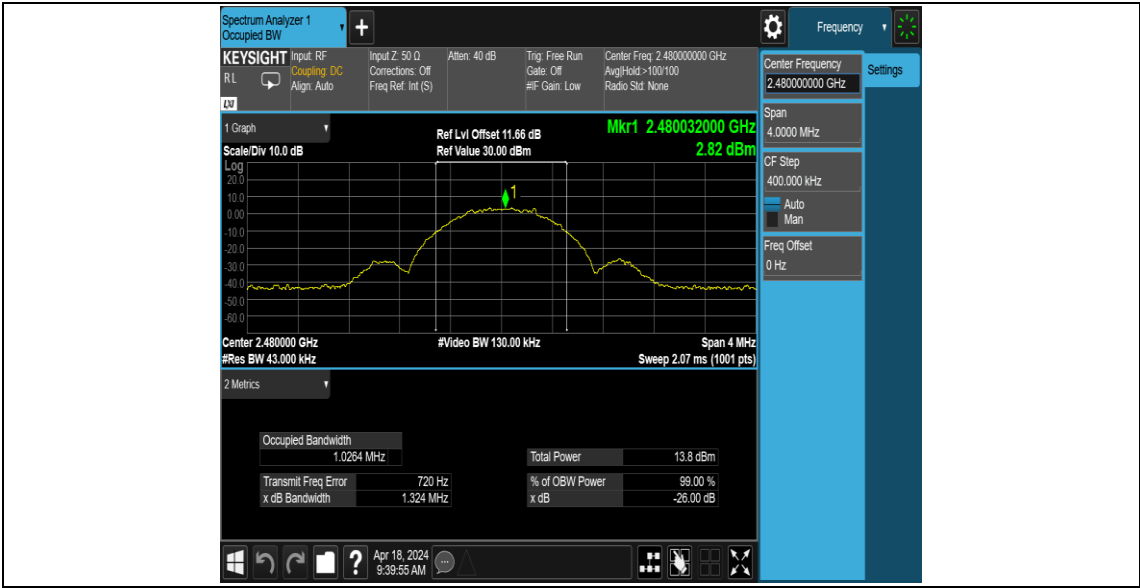 Spectrum Analyzer 1
Occupied BW
+
Frequency
KEYSIGHT
RL
LXI
Input: RF
Coupling: DC
Align: Auto
Input Z: 50 Ω
Corrections: Off
Freq Ref: Int (S)
Atten: 40 dB
Trig: Free Run
Gate: Off
#IF Gain: Low
Center Freq: 2.480000000 GHz
Avg|Hold:>100/100
Radio Std: None
Center Frequency
2.480000000 GHz
Settings
Span
4.0000 MHz
CF Step
400.000 kHz
Auto
Man
Freq Offset
0 Hz
1 Graph
Scale/Div 10.0 dB
Ref Lvl Offset 11.66 dB
Ref Value 30.00 dBm
Mkr1 2.480032000 GHz
2.82 dBm
Log
20.0
10.0
0.00
-10.0
-20.0
-30.0
-40.0
-50.0
-60.0
1
Center 2.480000 GHz
#Res BW 43.000 kHz
#Video BW 130.00 kHz
Span 4 MHz
Sweep 2.07 ms (1001 pts)
2 Metrics
Occupied Bandwidth
1.0264 MHz
Transmit Freq Error 720 Hz
x dB Bandwidth 1.324 MHz
Total Power 13.8 dBm
% of OBW Power 99.00 %
x dB -26.00 dB
?
Apr 18, 2024
9:39:55 AM